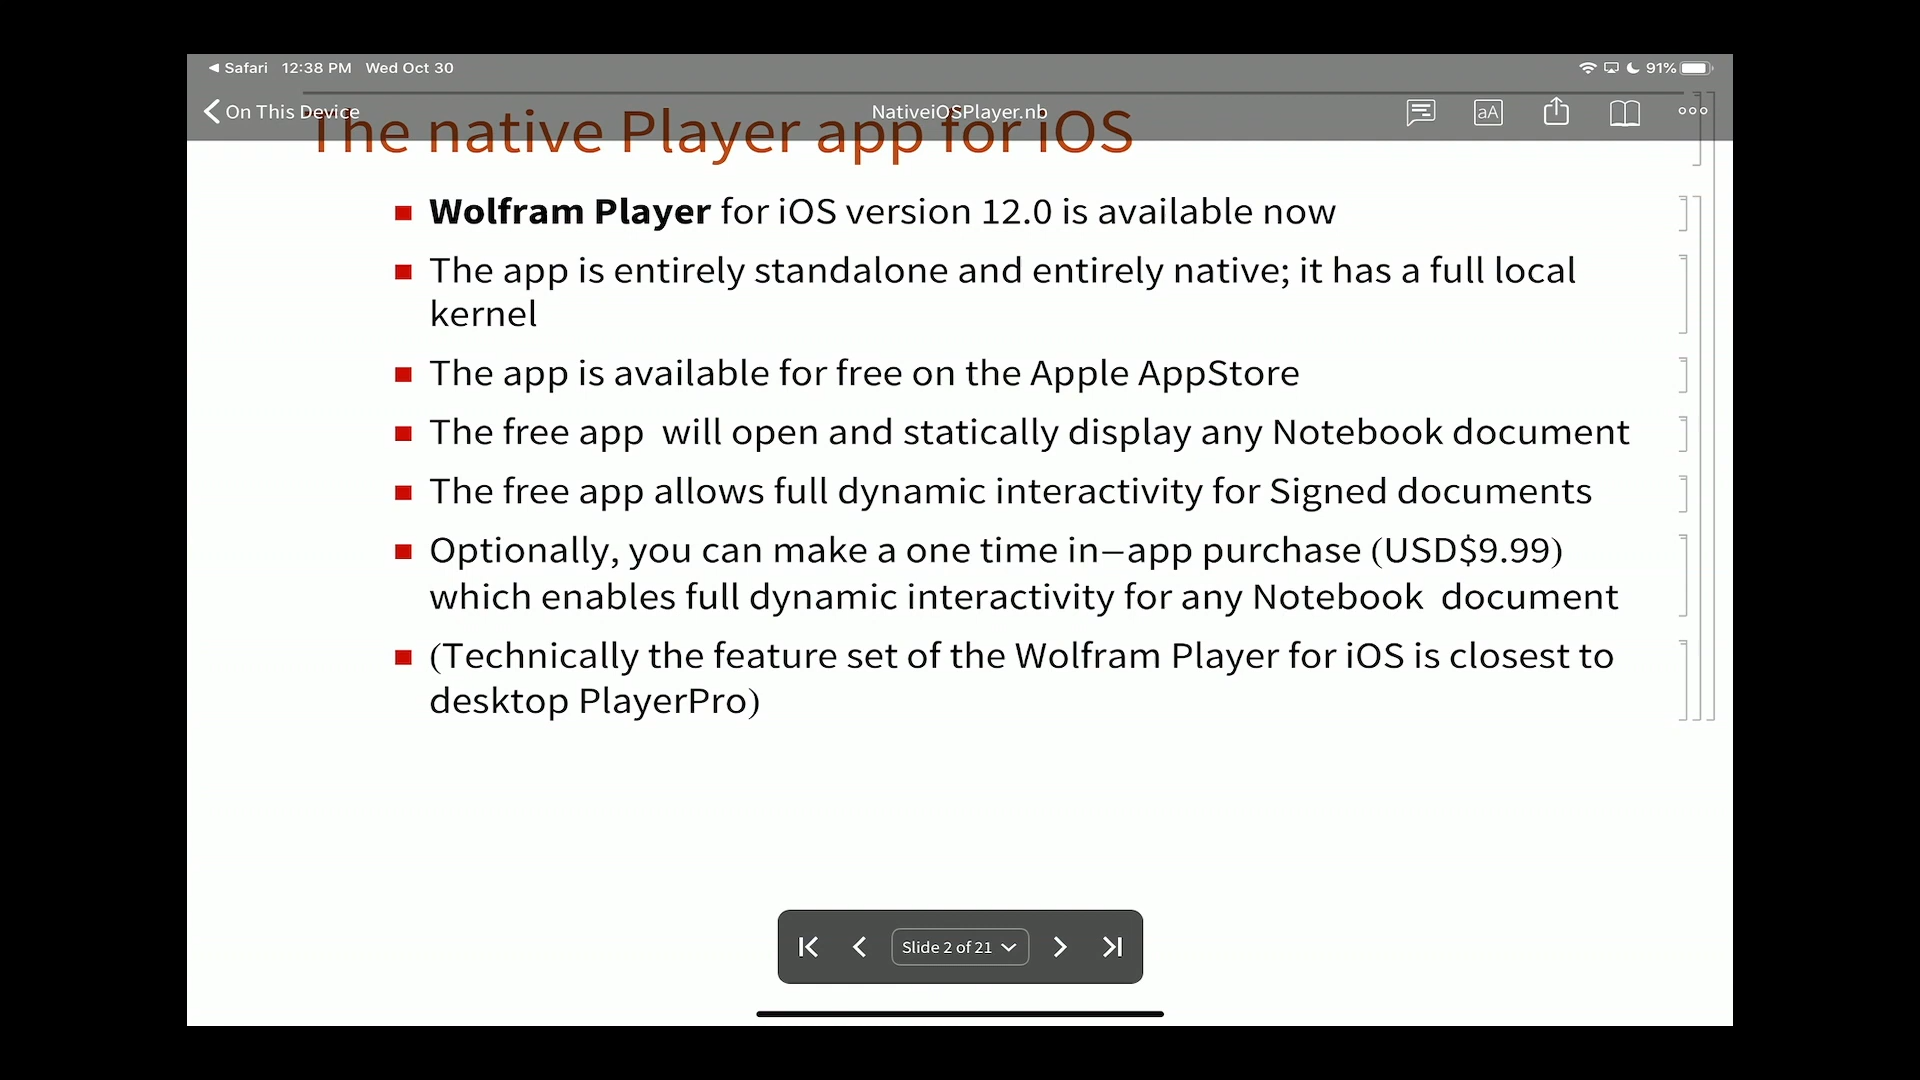 Safari 12:38 PM Wed Oct 30 91%
On This Device NativeiOSPlayer.nb aA
The native Player app for iOS
Wolfram Player for iOS version 12.0 is available now
The app is entirely standalone and entirely native; it has a full local
kernel
The app is available for free on the Apple AppStore
The free app will open and statically display any Notebook document
The free app allows full dynamic interactivity for Signed documents
Optionally, you can make a one time in–app purchase (USD$9.99)
which enables full dynamic interactivity for any Notebook document
(Technically the feature set of the Wolfram Player for iOS is closest to
desktop PlayerPro)
Slide 2 of 21